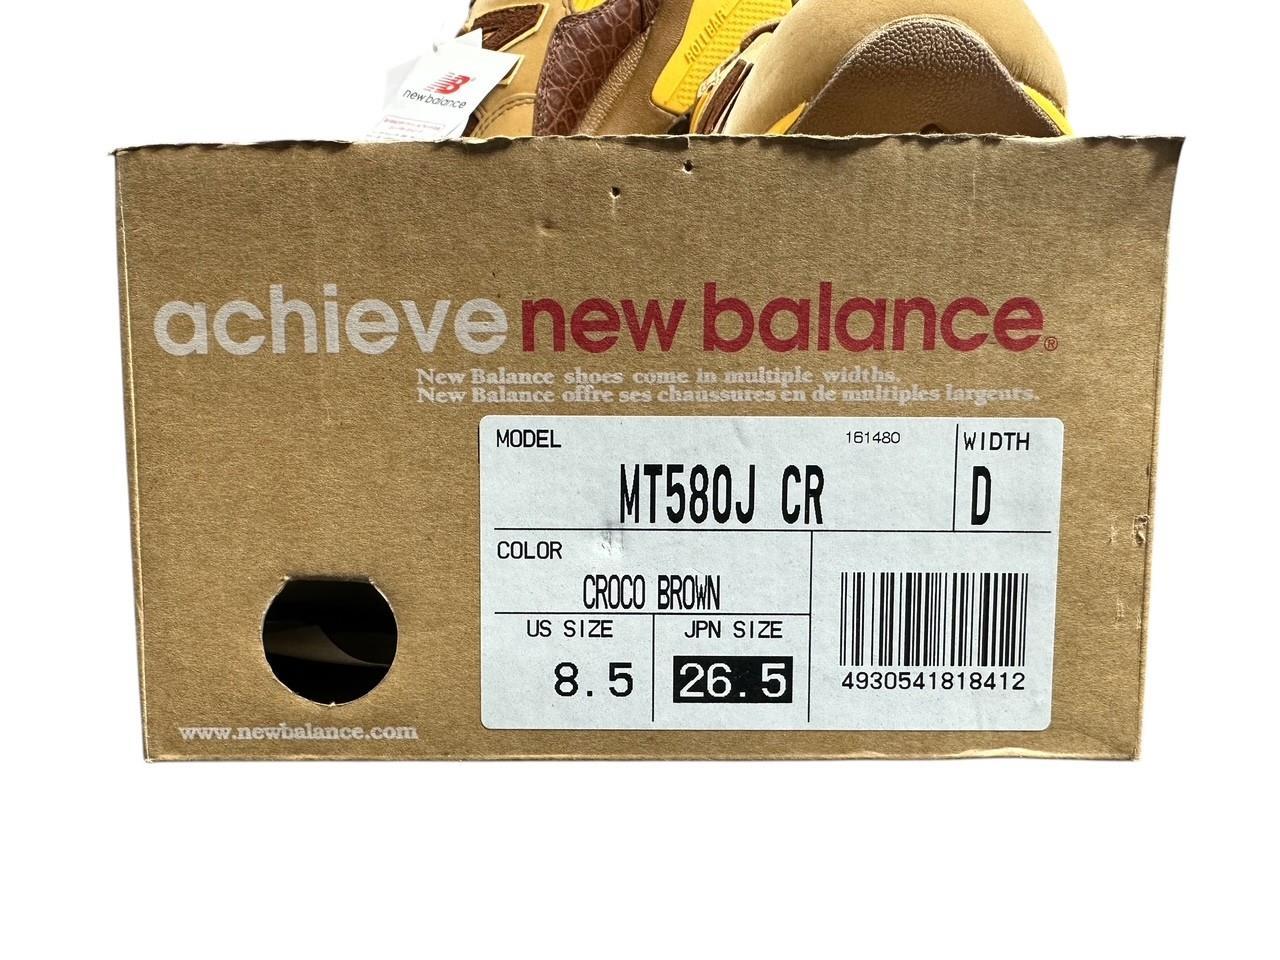 ROLLBAR
new balance
achieve new balance®
New Balance shoes come in multiple widths.
New Balance offre ses chaussures en de multiples largeurs.
MODEL 161480 WIDTH
MT580J CR D
COLOR
CROCO BROWN
US SIZE JPN SIZE
8.5 26.5
4930541818412
www.newbalance.com